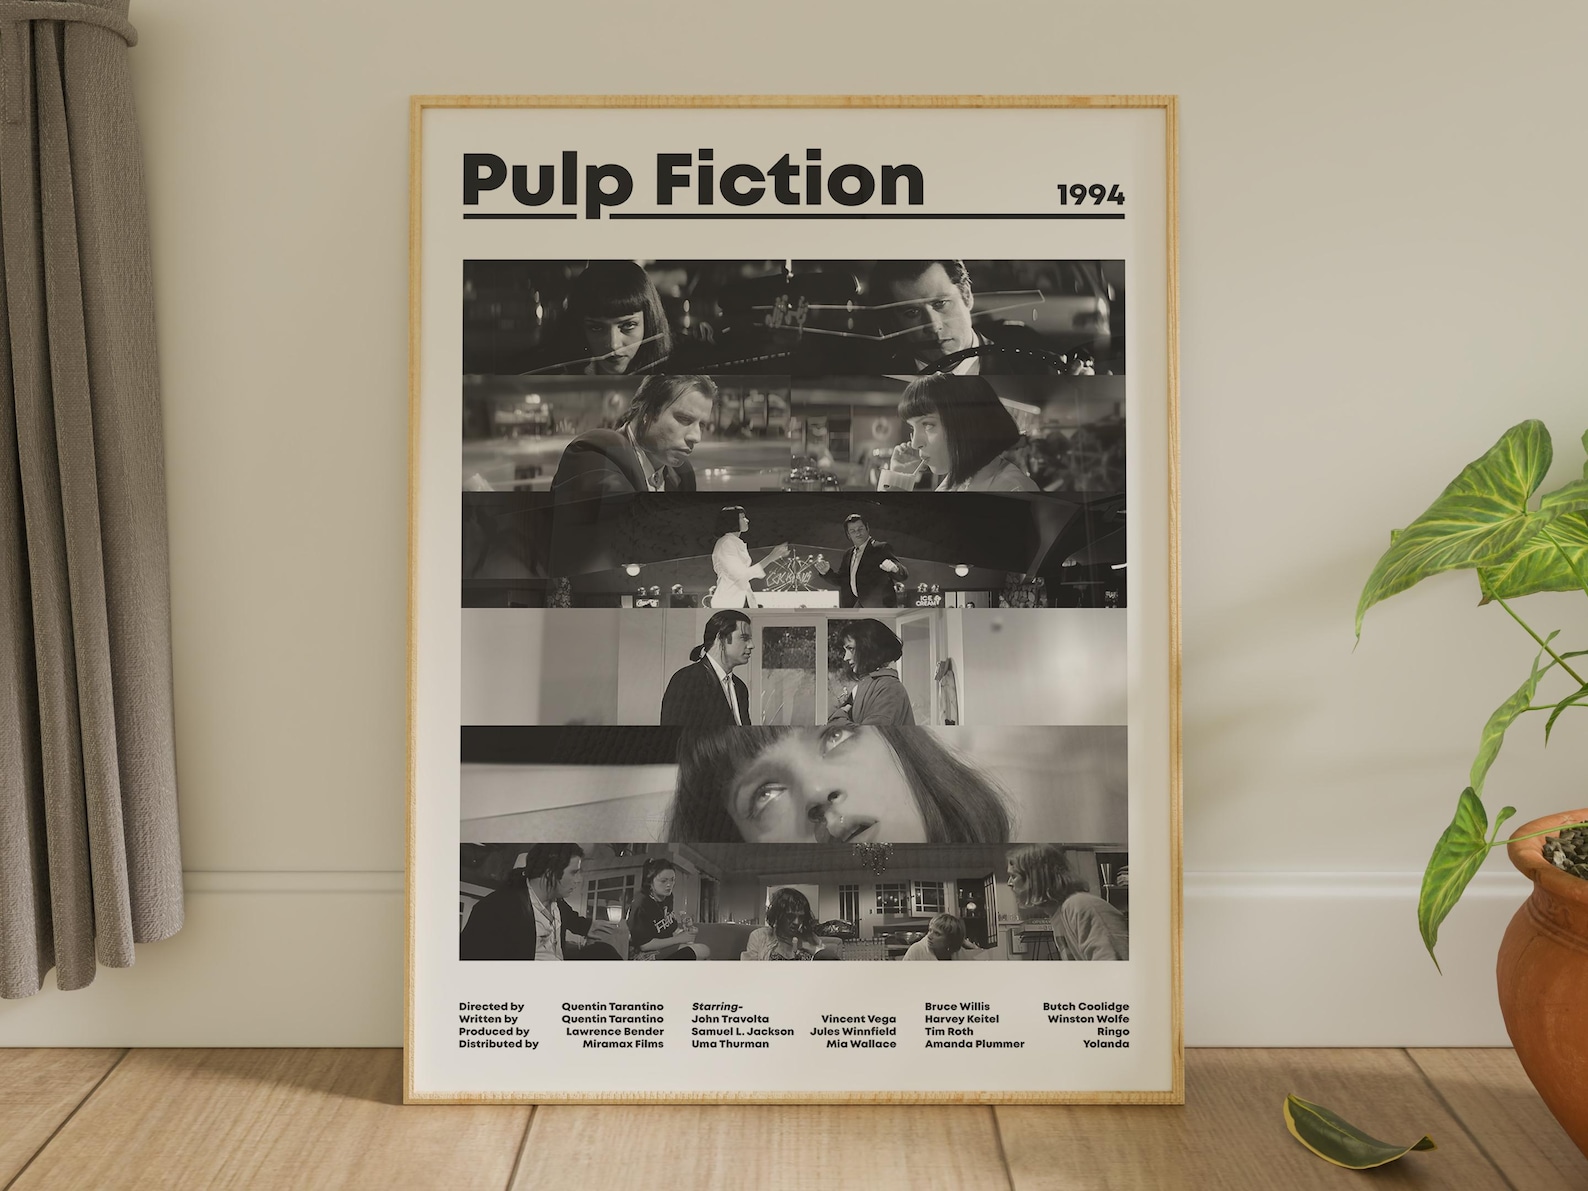 Pulp Fiction
1994
ICE
CREAM
Directed by Quentin Tarantino
Written by Quentin Tarantino
Produced by Lawrence Bender
Distributed by Miramax Films
Starring-
John Travolta Vincent Vega
Samuel L. Jackson Jules Winnfield
Uma Thurman Mia Wallace
Bruce Willis Butch Coolidge
Harvey Keitel Winston Wolfe
Tim Roth Ringo
Amanda Plummer Yolanda